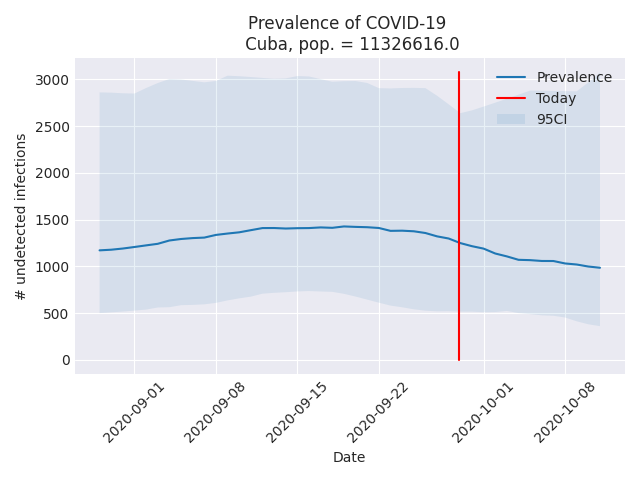 Prevalence of COVID-19
Cuba, pop. = 11326616.0
# undetected infections
3000
2500
2000
1500
1000
500
0
Prevalence
Today
95CI
2020-09-01
2020-09-08
2020-09-15
2020-09-22
2020-10-01
2020-10-08
Date